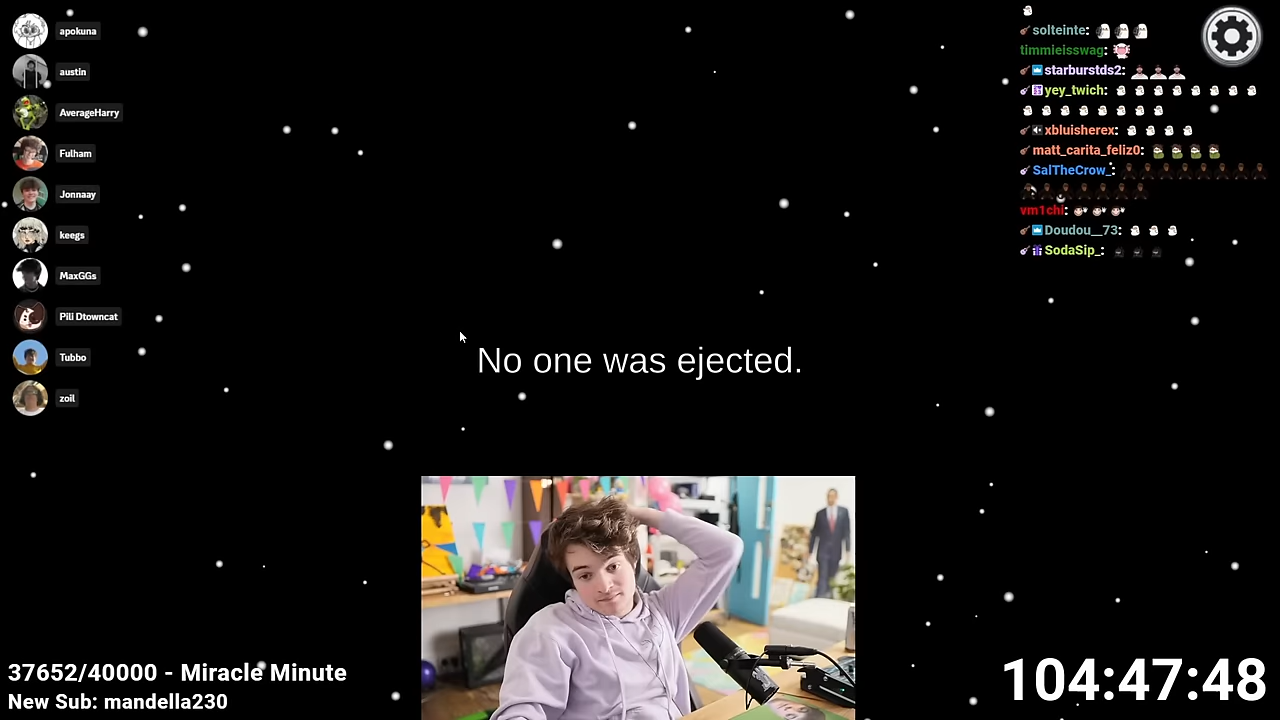 apokuna
austin
AverageHarry
Fulham
Jonnaay
keegs
MaxGGs
Pili Dtowncat
Tubbo
zoil
solteinte:
timmieisswag:
starburstds2:
yey_twich:
xbluisherex:
matt_carita_feliz0:
SalTheCrow_:
vm1chi:
Doudou__73:
SodaSip_:
No one was ejected.
37652/40000 - Miracle Minute
New Sub: mandella230
104:47:48